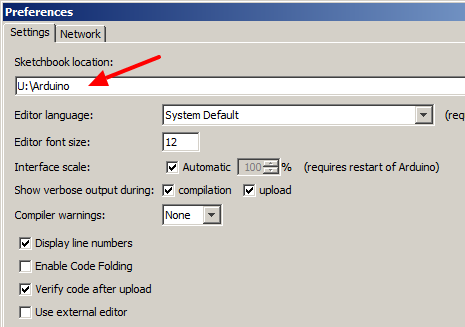 Preferences
Settings Network
Sketchbook location:
U:\Arduino
Editor language: System Default (req
Editor font size: 12
Interface scale: Automatic 100 % (requires restart of Arduino)
Show verbose output during: compilation upload
Compiler warnings: None
Display line numbers
Enable Code Folding
Verify code after upload
Use external editor